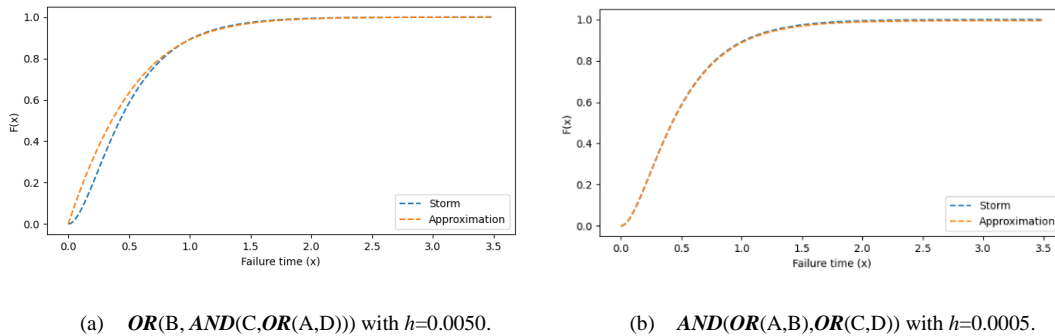 1.0
0.8
0.6
0.4
0.2
0.0
F(x)
0.0 0.5 1.0 1.5 2.0 2.5 3.0 3.5
Failure time (x)
Storm
Approximation
(a) OR(B, AND(C,OR(A,D))) with h=0.0050.
1.0
0.8
0.6
0.4
0.2
0.0
F(x)
0.0 0.5 1.0 1.5 2.0 2.5 3.0 3.5
Failure time (x)
Storm
Approximation
(b) AND(OR(A,B),OR(C,D)) with h=0.0005.